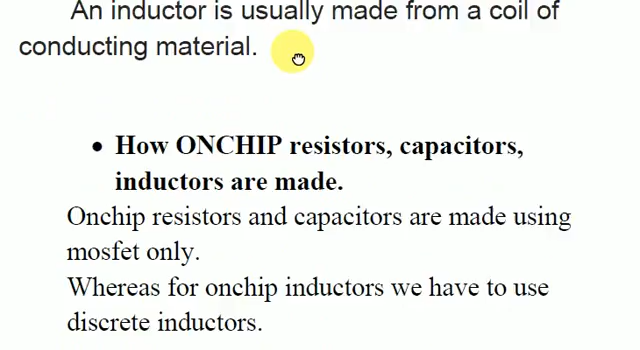 An inductor is usually made from a coil of
conducting material.
• How ONCHIP resistors, capacitors,
inductors are made.
Onchip resistors and capacitors are made using
mosfet only.
Whereas for onchip inductors we have to use
discrete inductors.